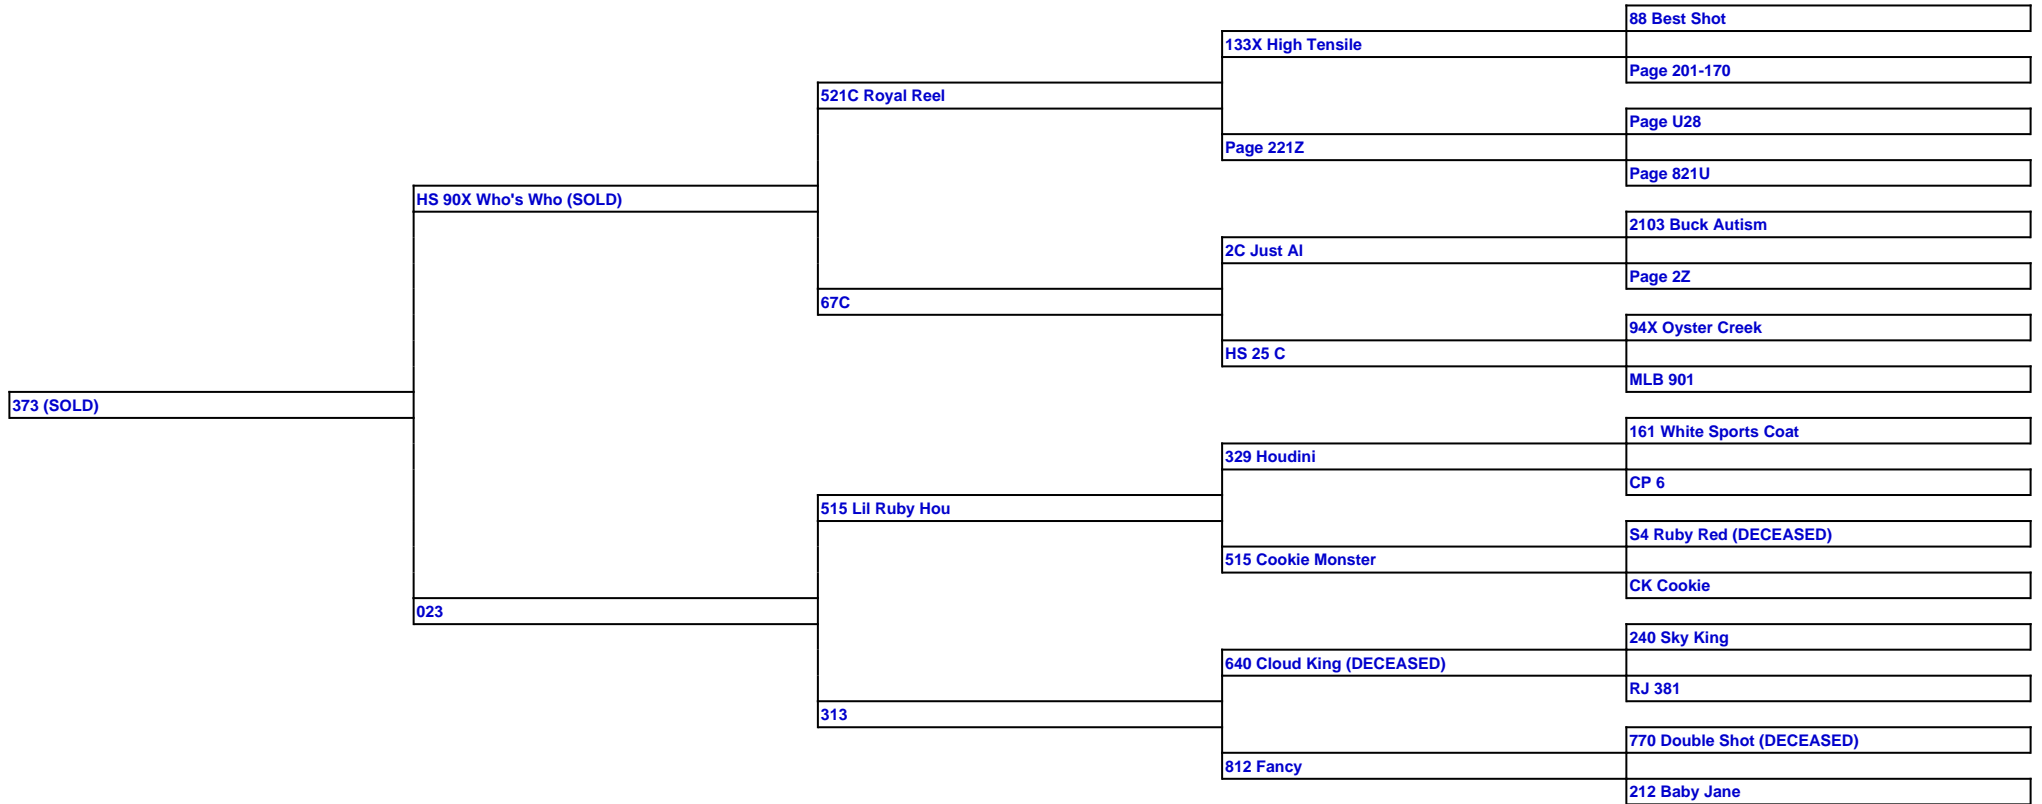 88 Best Shot
133X High Tensile
Page 201-170
521C Royal Reel
Page U28
Page 221Z
Page 821U
HS 90X Who's Who (SOLD)
2103 Buck Autism
2C Just AI
Page 2Z
67C
94X Oyster Creek
HS 25 C
MLB 901
373 (SOLD)
161 White Sports Coat
329 Houdini
CP 6
515 Lil Ruby Hou
S4 Ruby Red (DECEASED)
515 Cookie Monster
CK Cookie
023
240 Sky King
640 Cloud King (DECEASED)
RJ 381
313
770 Double Shot (DECEASED)
812 Fancy
212 Baby Jane